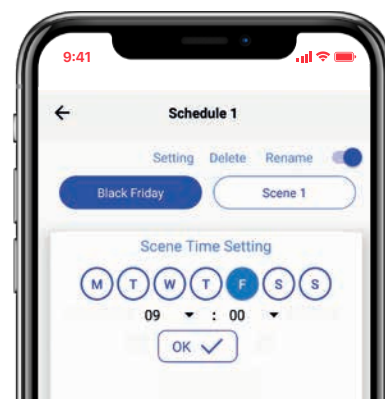 9:41
Schedule 1
Setting Delete Rename
Black Friday Scene 1
Scene Time Setting
M T W T F S S
09 : 00
OK